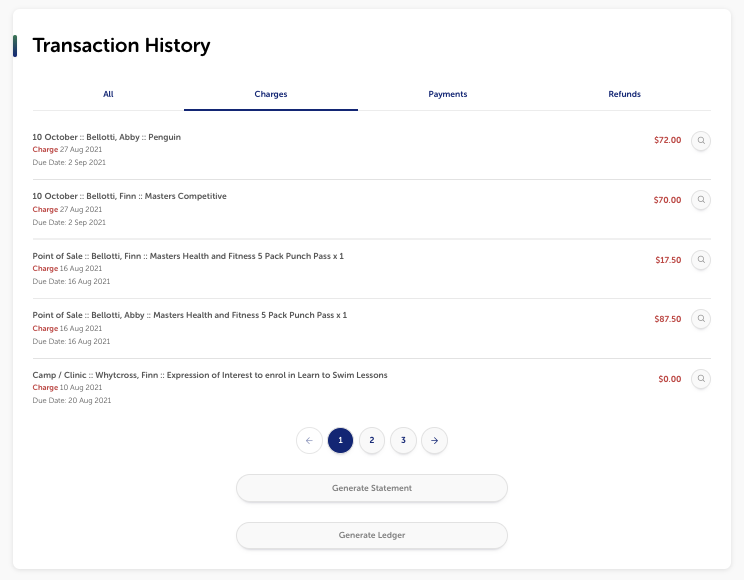 Transaction History
All Charges Payments Refunds
10 October :: Bellotti, Abby :: Penguin
Charge 27 Aug 2021
Due Date: 2 Sep 2021
$72.00
10 October :: Bellotti, Finn :: Masters Competitive
Charge 27 Aug 2021
Due Date: 2 Sep 2021
$70.00
Point of Sale :: Bellotti, Finn :: Masters Health and Fitness 5 Pack Punch Pass x 1
Charge 16 Aug 2021
Due Date: 16 Aug 2021
$17.50
Point of Sale :: Bellotti, Abby :: Masters Health and Fitness 5 Pack Punch Pass x 1
Charge 16 Aug 2021
Due Date: 16 Aug 2021
$87.50
Camp / Clinic :: Whytcross, Finn :: Expression of Interest to enrol in Learn to Swim Lessons
Charge 10 Aug 2021
Due Date: 20 Aug 2021
$0.00
← 1 2 3 →
Generate Statement
Generate Ledger